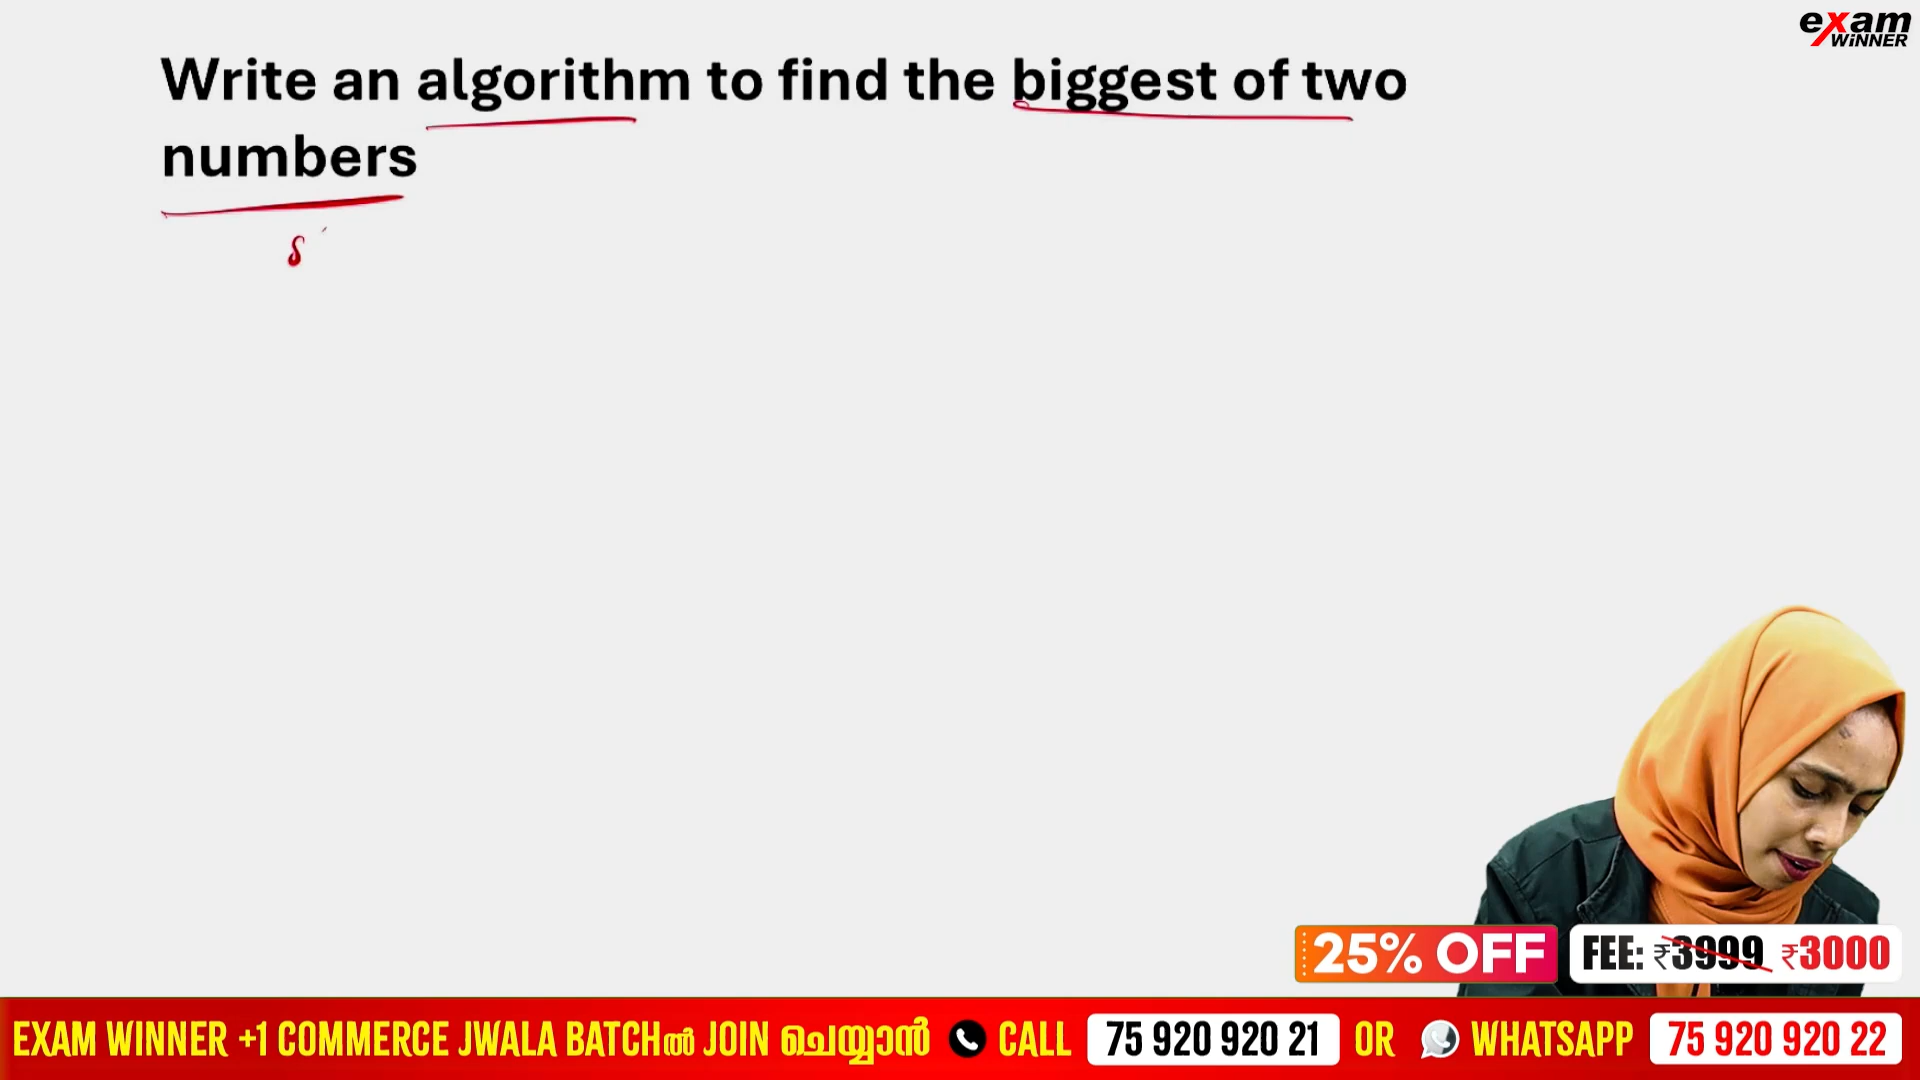 exam
WiNNER
Write an algorithm to find the biggest of two
numbers
25% OFF FEE: ₹3999 ₹3000
EXAM WINNER +1 COMMERCE JWALA BATCHൽ JOIN ചെയ്യാൻ CALL 75 920 920 21 OR WHATSAPP 75 920 920 22